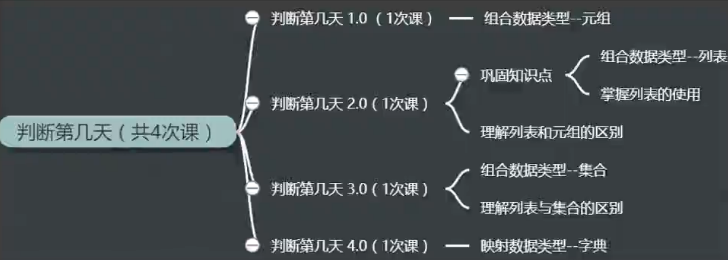 判断第几天（共4次课）
判断第几天 1.0（1次课）
组合数据类型--元组
判断第几天 2.0（1次课）
巩固知识点
组合数据类型--列表
掌握列表的使用
理解列表和元组的区别
判断第几天 3.0（1次课）
组合数据类型--集合
理解列表与集合的区别
判断第几天 4.0（1次课）
映射数据类型--字典